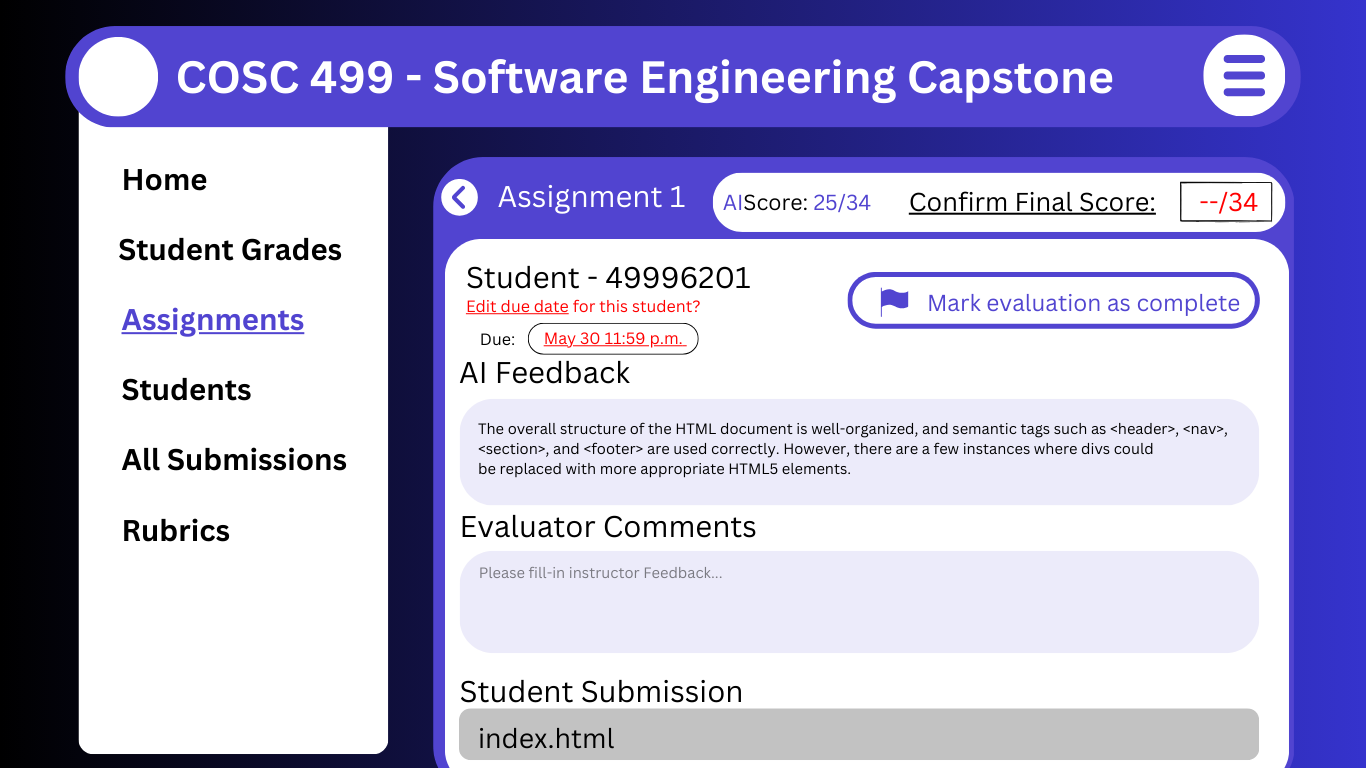 COSC 499 - Software Engineering Capstone
Home
Student Grades
Assignments
Students
All Submissions
Rubrics
Assignment 1
AIScore: 25/34
Confirm Final Score:
--/34
Student - 49996201
Edit due date for this student?
Due: May 30 11:59 p.m.
Mark evaluation as complete
AI Feedback
The overall structure of the HTML document is well-organized, and semantic tags such as <header>, <nav>,
<section>, and <footer> are used correctly. However, there are a few instances where divs could
be replaced with more appropriate HTML5 elements.
Evaluator Comments
Please fill-in instructor Feedback...
Student Submission
index.html